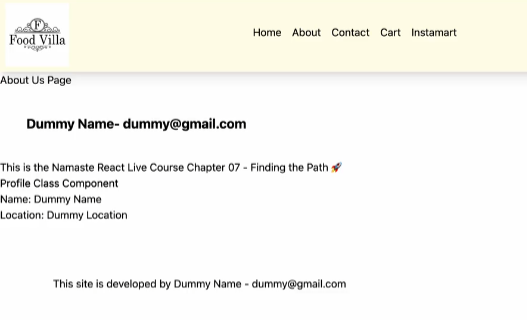 F
Food Villa
Home About Contact Cart Instamart
About Us Page
Dummy Name- dummy@gmail.com
This is the Namaste React Live Course Chapter 07 - Finding the Path 🚀
Profile Class Component
Name: Dummy Name
Location: Dummy Location
This site is developed by Dummy Name - dummy@gmail.com